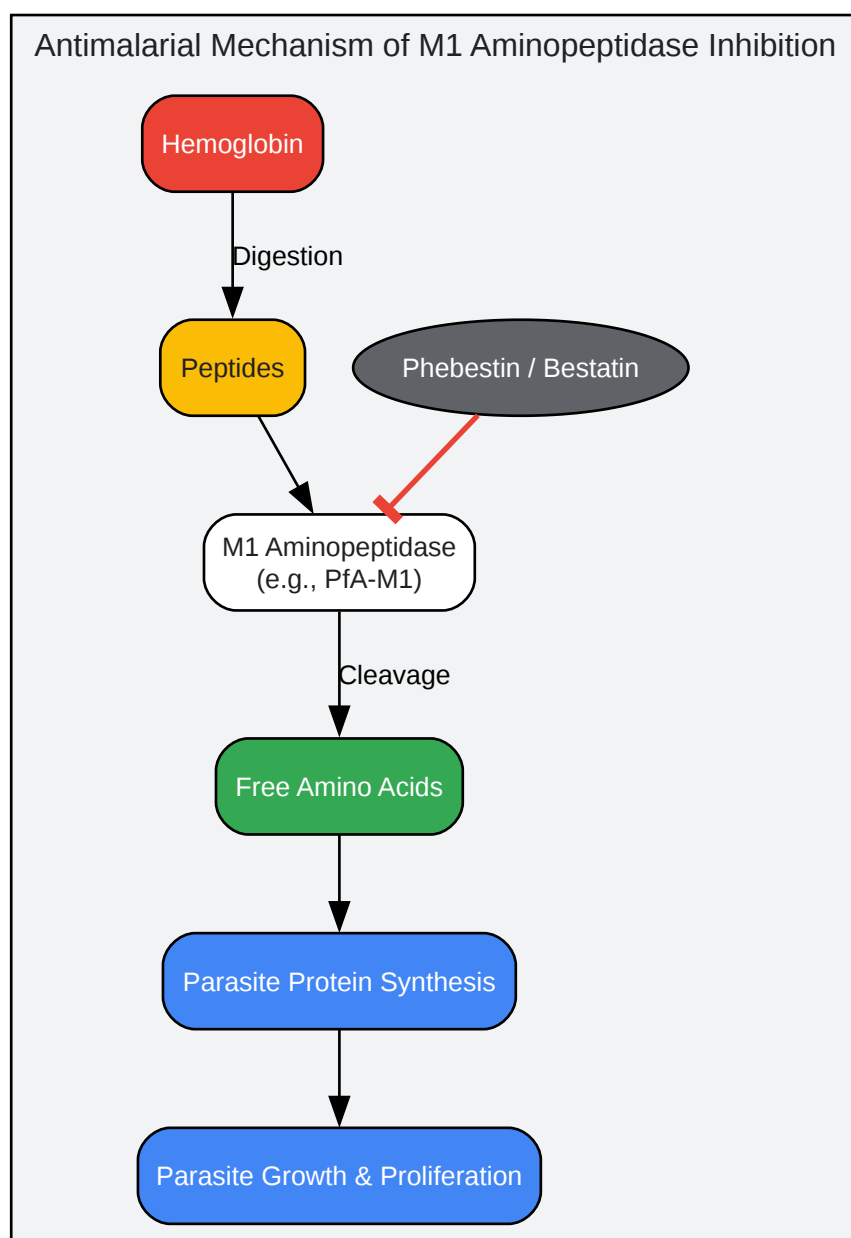 Antimalarial Mechanism of M1 Aminopeptidase Inhibition
Hemoglobin
Digestion
Peptides
Phebestin / Bestatin
M1 Aminopeptidase
(e.g., PfA-M1)
Cleavage
Free Amino Acids
Parasite Protein Synthesis
Parasite Growth & Proliferation